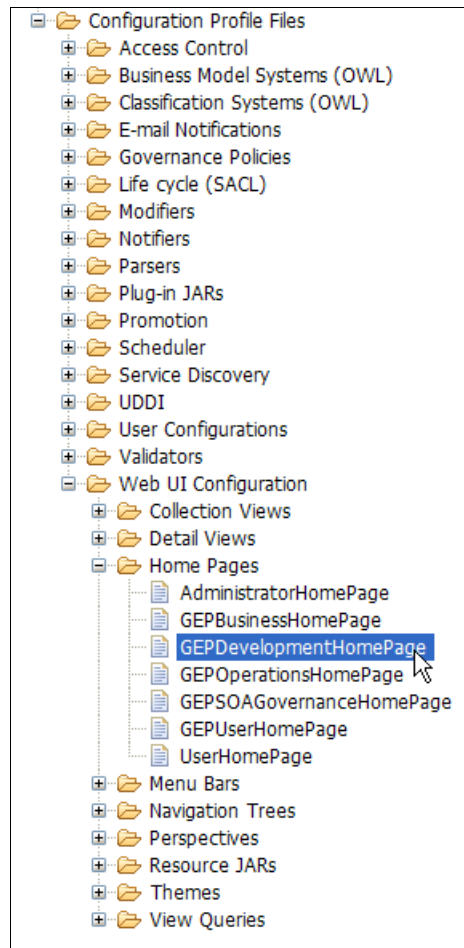 Configuration Profile Files
Access Control
Business Model Systems (OWL)
Classification Systems (OWL)
E-mail Notifications
Governance Policies
Life cycle (SACL)
Modifiers
Notifiers
Parsers
Plug-in JARs
Promotion
Scheduler
Service Discovery
UDDI
User Configurations
Validators
Web UI Configuration
Collection Views
Detail Views
Home Pages
AdministratorHomePage
GEPBusinessHomePage
GEPDevelopmentHomePage
GEPOperationsHomePage
GEPSOAGovernanceHomePage
GEPUserHomePage
UserHomePage
Menu Bars
Navigation Trees
Perspectives
Resource JARs
Themes
View Queries